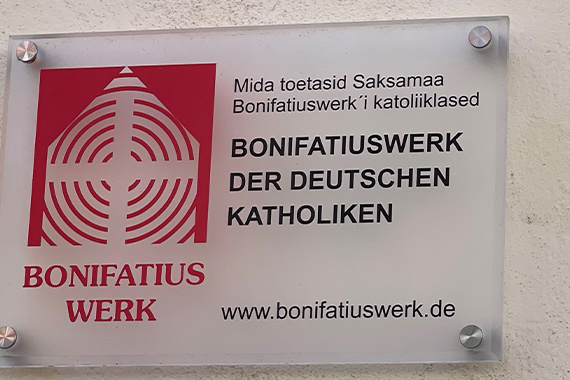 Mida toetasid Saksamaa
Bonifatiuswerk´i katoliiklased
BONIFATIUSWERK
DER DEUTSCHEN
KATHOLIKEN
BONIFATIUS
WERK
www.bonifatiuswerk.de